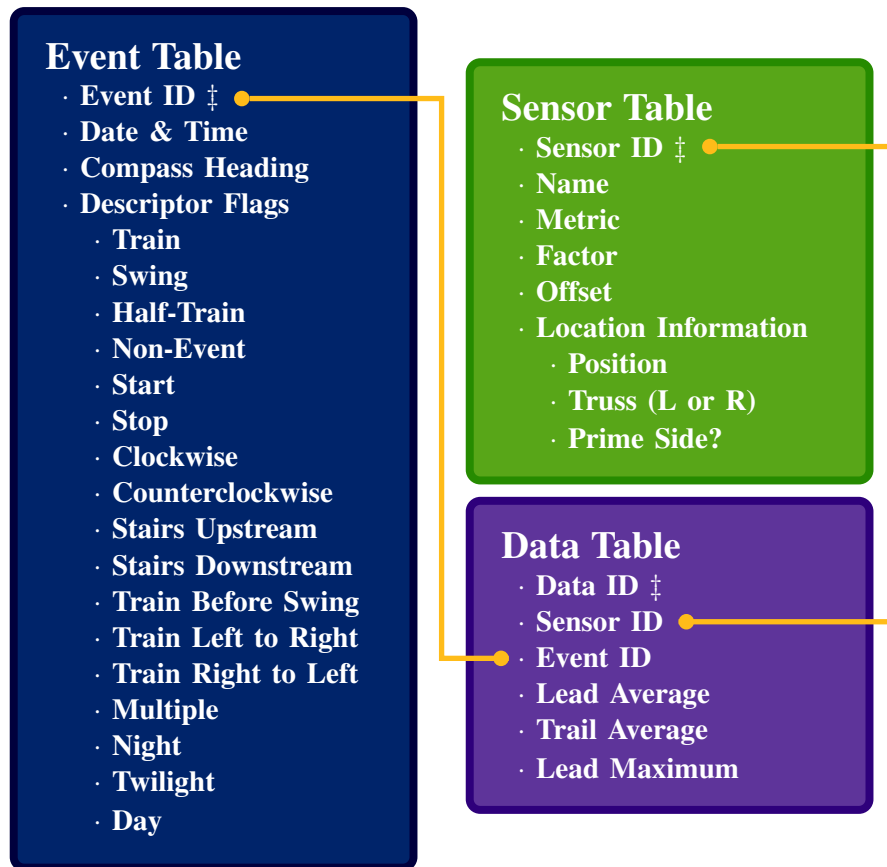 Event Table
· Event ID ‡
· Date & Time
· Compass Heading
· Descriptor Flags
· Train
· Swing
· Half-Train
· Non-Event
· Start
· Stop
· Clockwise
· Counterclockwise
· Stairs Upstream
· Stairs Downstream
· Train Before Swing
· Train Left to Right
· Train Right to Left
· Multiple
· Night
· Twilight
· Day
Sensor Table
· Sensor ID ‡
· Name
· Metric
· Factor
· Offset
· Location Information
· Position
· Truss (L or R)
· Prime Side?
Data Table
· Data ID ‡
· Sensor ID
· Event ID
· Lead Average
· Trail Average
· Lead Maximum